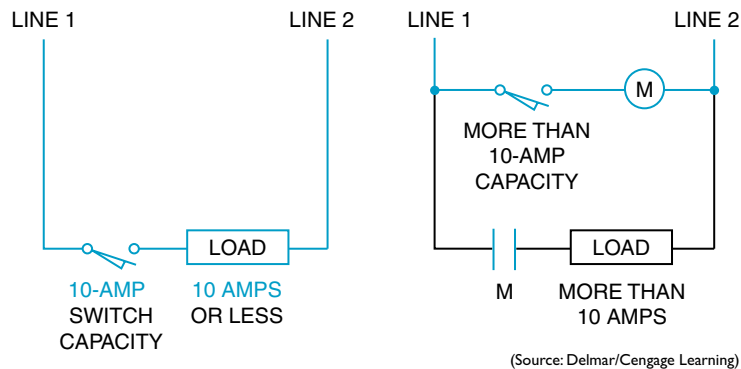 LINE 1
LINE 2
10-AMP
SWITCH
CAPACITY
LOAD
10 AMPS
OR LESS
LINE 1
LINE 2
M
MORE THAN
10-AMP
CAPACITY
M
LOAD
MORE THAN
10 AMPS
(Source: Delmar/Cengage Learning)